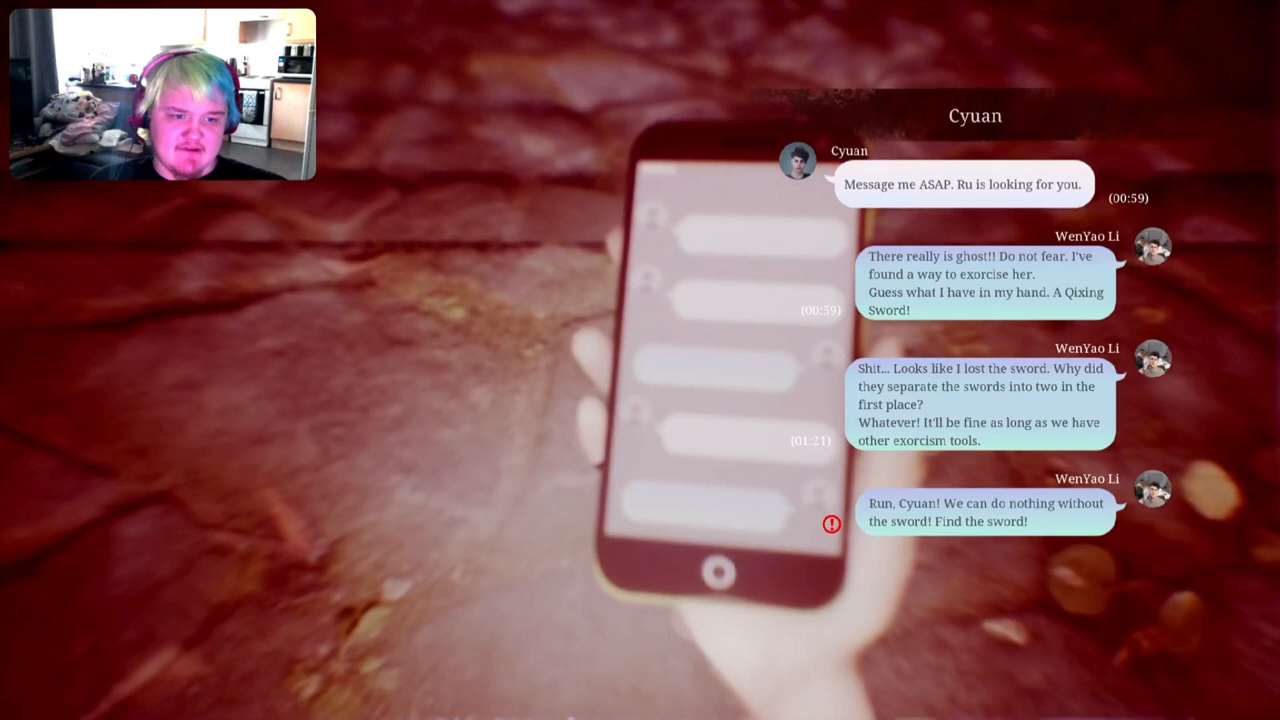 Cyuan
Cyuan
Message me ASAP. Ru is looking for you.
(00:59)
WenYao Li
There really is ghost!! Do not fear. I've
found a way to exorcise her.
Guess what I have in my hand. A Qixing
Sword!
(00:59)
WenYao Li
Shit... Looks like I lost the sword. Why did
they separate the swords into two in the
first place?
Whatever! It'll be fine as long as we have
other exorcism tools.
(01:21)
WenYao Li
Run, Cyuan! We can do nothing without
the sword! Find the sword!